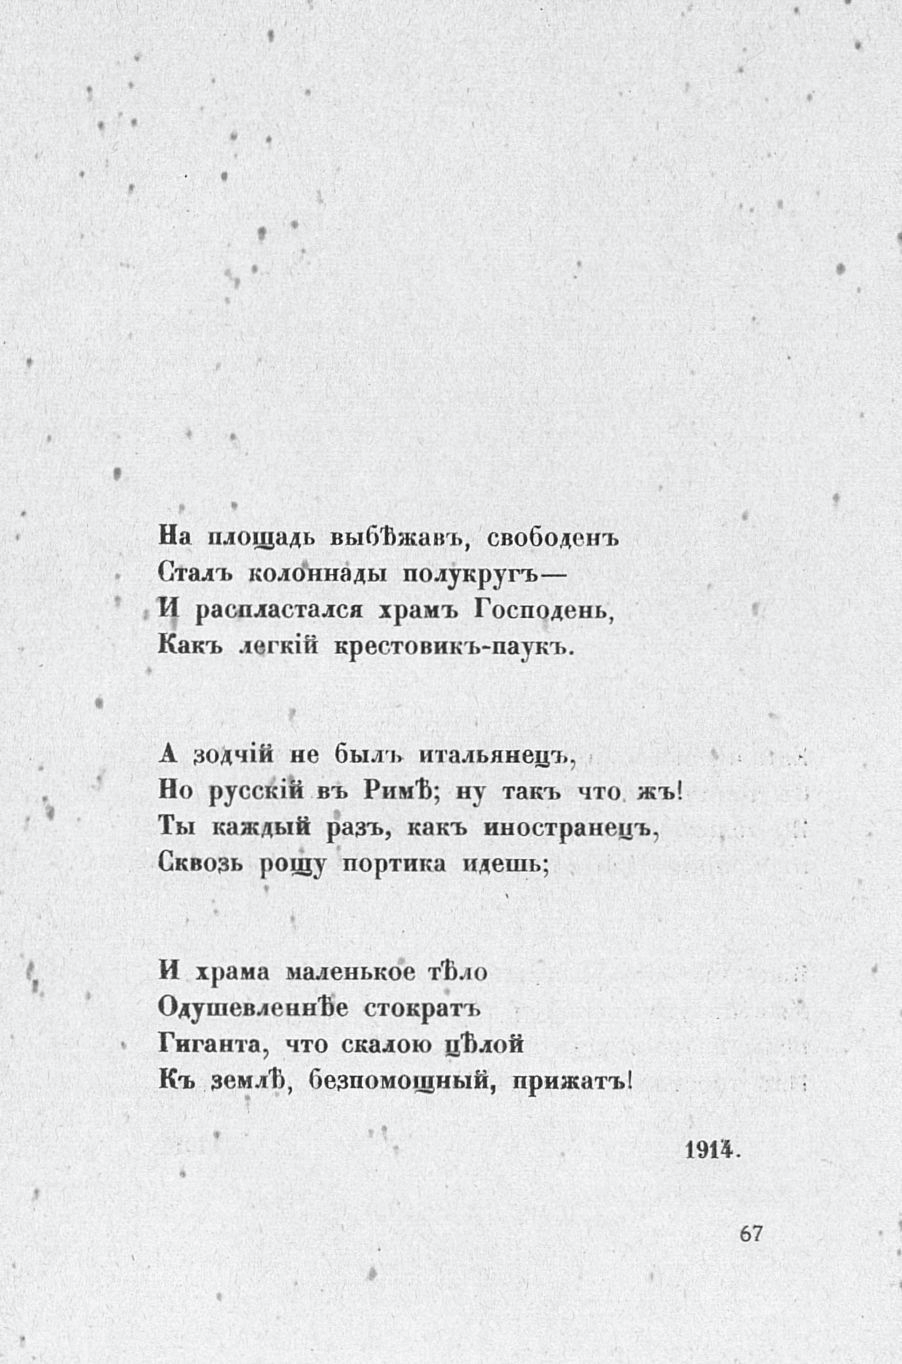 На площадь выбѣжавъ, свободенъ
Сталъ колоннады полукругъ—
И распластался храмъ Господень,
Какъ легкій крестовикъ-паукъ.
А зодчій не былъ итальянецъ,
Но русскій въ Римѣ; ну такъ что жъ!
Ты каждый разъ, какъ иностранецъ,
Сквозь рощу портика идешь;
И храма маленькое тѣло
Одушевленнѣе стократъ
Гиганта, что скалою цѣлой
Къ землѣ, безпомощный, прижатъ!
1914.
67